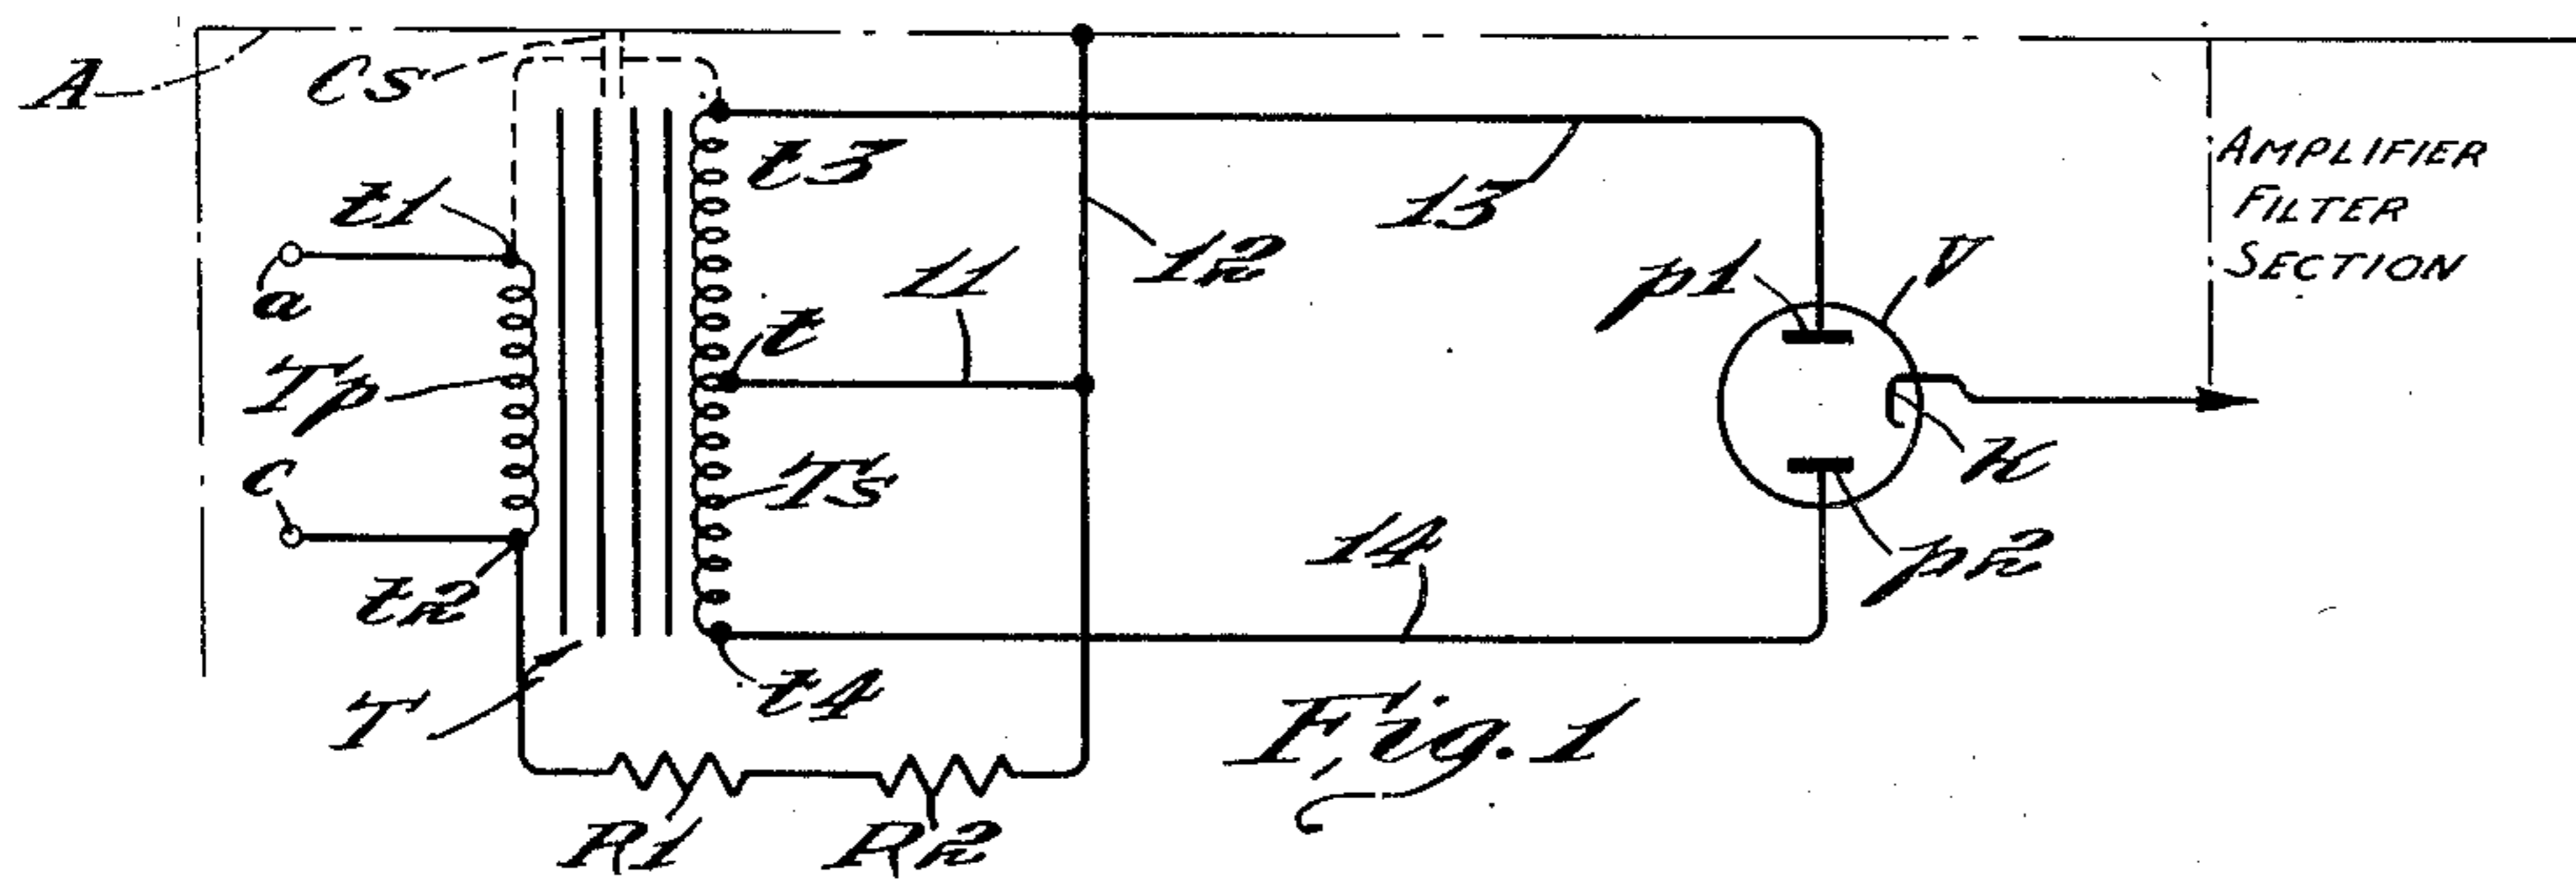 A
Cs
t3
t1
13
AMPLIFIER
FILTER
SECTION
a
11
12
p1
V
t
Tp
c
Ts
K
14
p2
t2
t4
T
Fig. 1
R1
R2